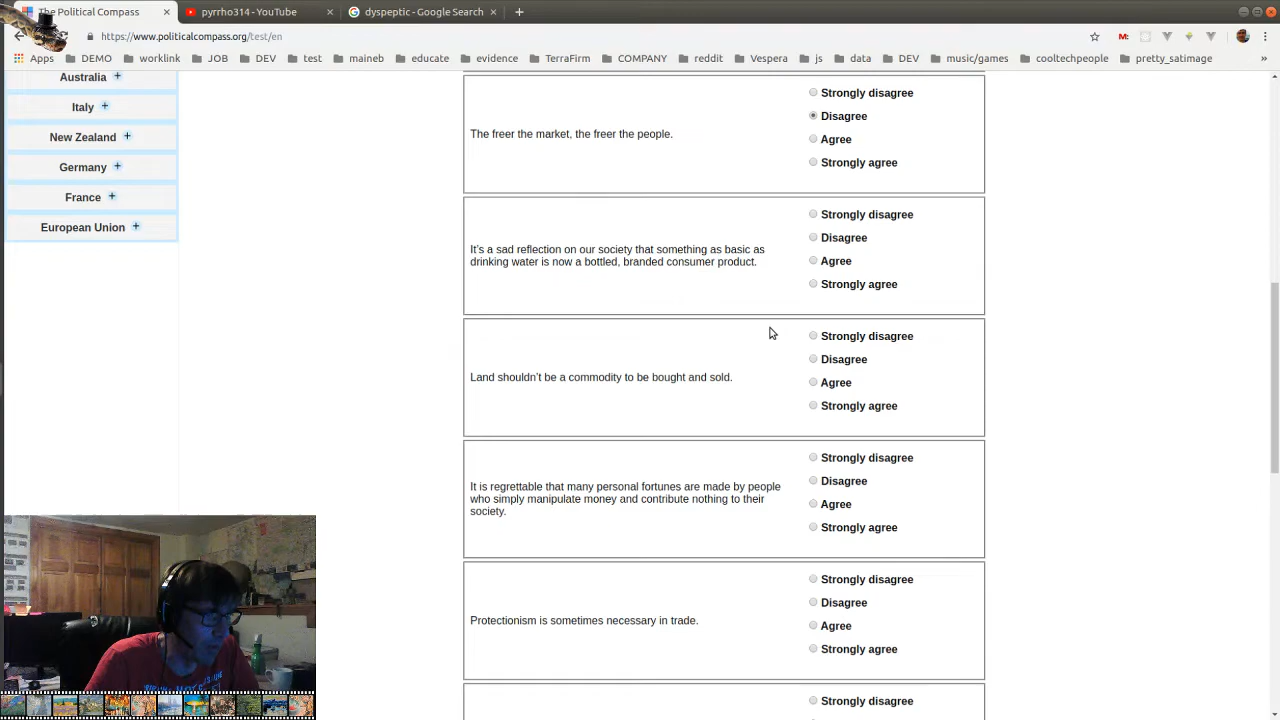 The Political Compass
pyrrho314 - YouTube
dyspeptic - Google Search
https://www.politicalcompass.org/test/en
Apps DEMO worklink JOB DEV test maineb educate evidence TerraFirm COMPANY reddit Vespera js data DEV music/games cooltechpeople pretty_satimage »
Australia +
Italy +
New Zealand +
Germany +
France +
European Union +
The freer the market, the freer the people.
Strongly disagree
Disagree
Agree
Strongly agree
It's a sad reflection on our society that something as basic as
drinking water is now a bottled, branded consumer product.
Strongly disagree
Disagree
Agree
Strongly agree
Land shouldn't be a commodity to be bought and sold.
Strongly disagree
Disagree
Agree
Strongly agree
It is regrettable that many personal fortunes are made by people
who simply manipulate money and contribute nothing to their
society.
Strongly disagree
Disagree
Agree
Strongly agree
Protectionism is sometimes necessary in trade.
Strongly disagree
Disagree
Agree
Strongly agree
Strongly disagree